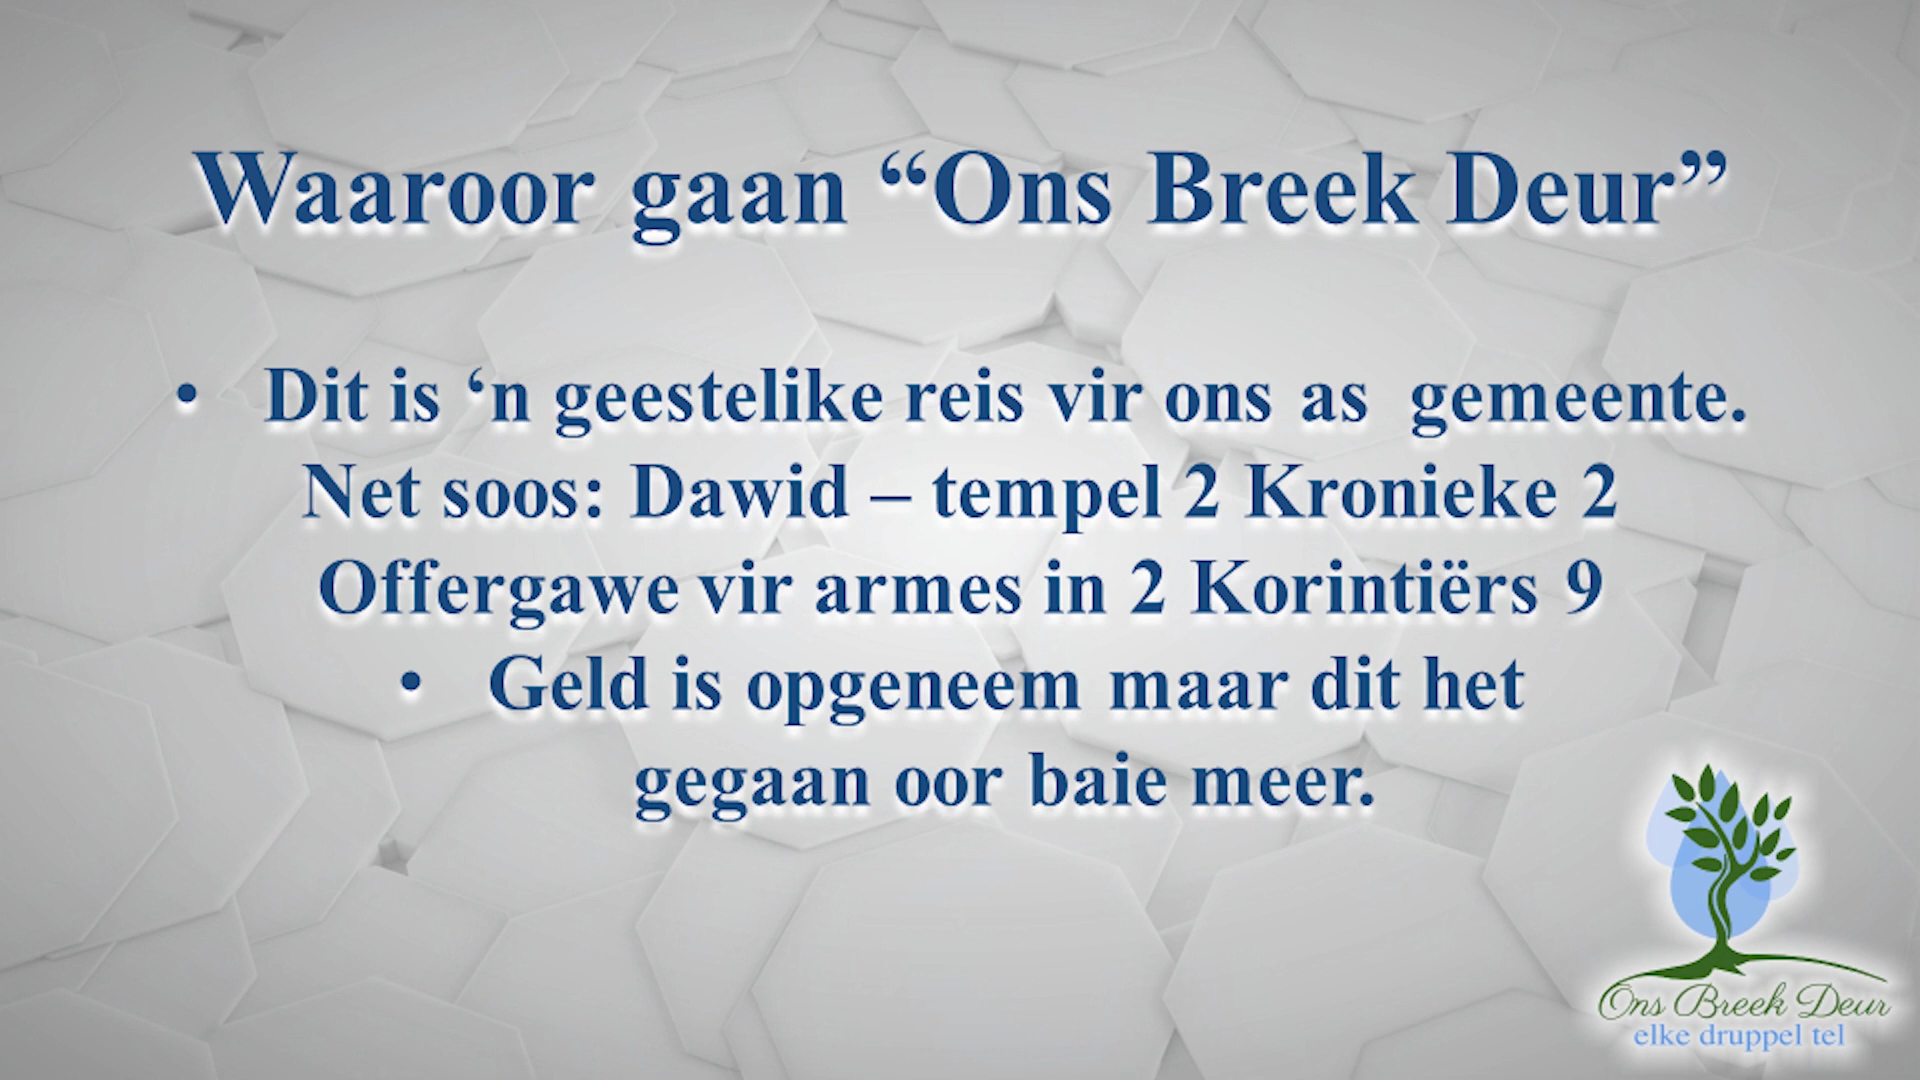 Waaroor gaan “Ons Breek Deur”
• Dit is ‘n geestelike reis vir ons as gemeente.
Net soos: Dawid – tempel 2 Kronieke 2
Offergawe vir armes in 2 Korintiërs 9
• Geld is opgeneem maar dit het
gegaan oor baie meer.
Ons Breek Deur
elke druppel tel